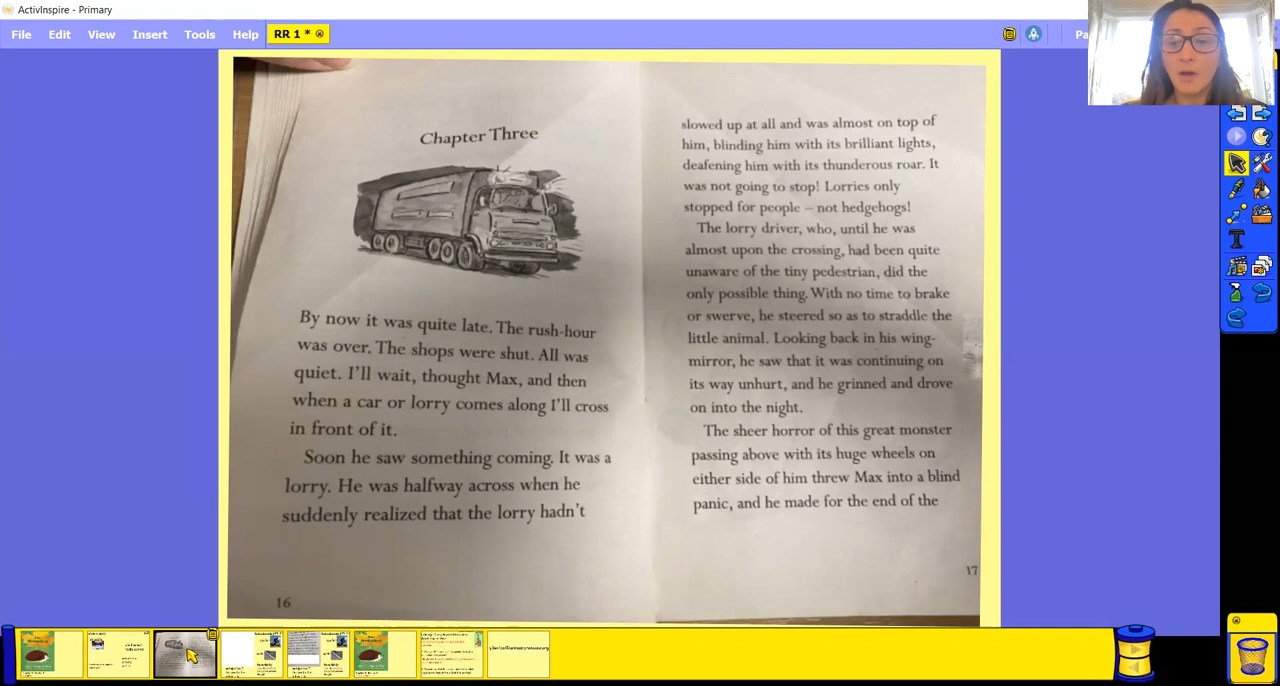 ActivInspire - Primary
File Edit View Insert Tools Help RR 1 *
Chapter Three
By now it was quite late. The rush-hour
was over. The shops were shut. All was
quiet. I'll wait, thought Max, and then
when a car or lorry comes along I'll cross
in front of it.
Soon he saw something coming. It was a
lorry. He was halfway across when he
suddenly realized that the lorry hadn't
16
slowed up at all and was almost on top of
him, blinding him with its brilliant lights,
deafening him with its thunderous roar. It
was not going to stop! Lorries only
stopped for people – not hedgehogs!
The lorry driver, who, until he was
almost upon the crossing, had been quite
unaware of the tiny pedestrian, did the
only possible thing. With no time to brake
or swerve, he steered so as to straddle the
little animal. Looking back in his wing-
mirror, he saw that it was continuing on
its way unhurt, and he grinned and drove
on into the night.
The sheer horror of this great monster
passing above with its huge wheels on
either side of him threw Max into a blind
panic, and he made for the end of the
17